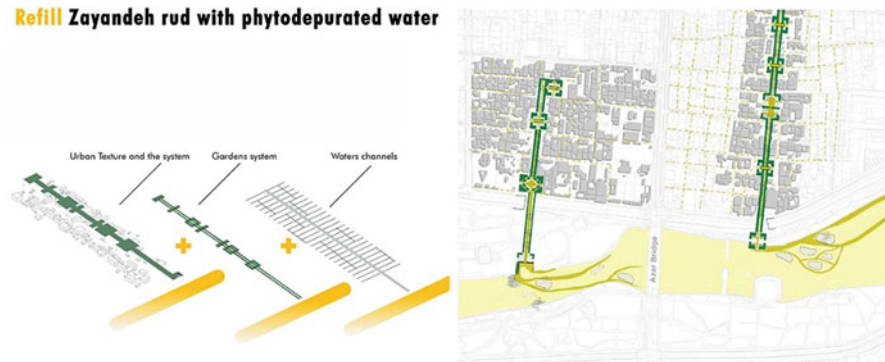 Refill Zayandeh rud with phytodepurated water
Urban Texture and the system
Gardens system
Waters channels
Azar Bridge